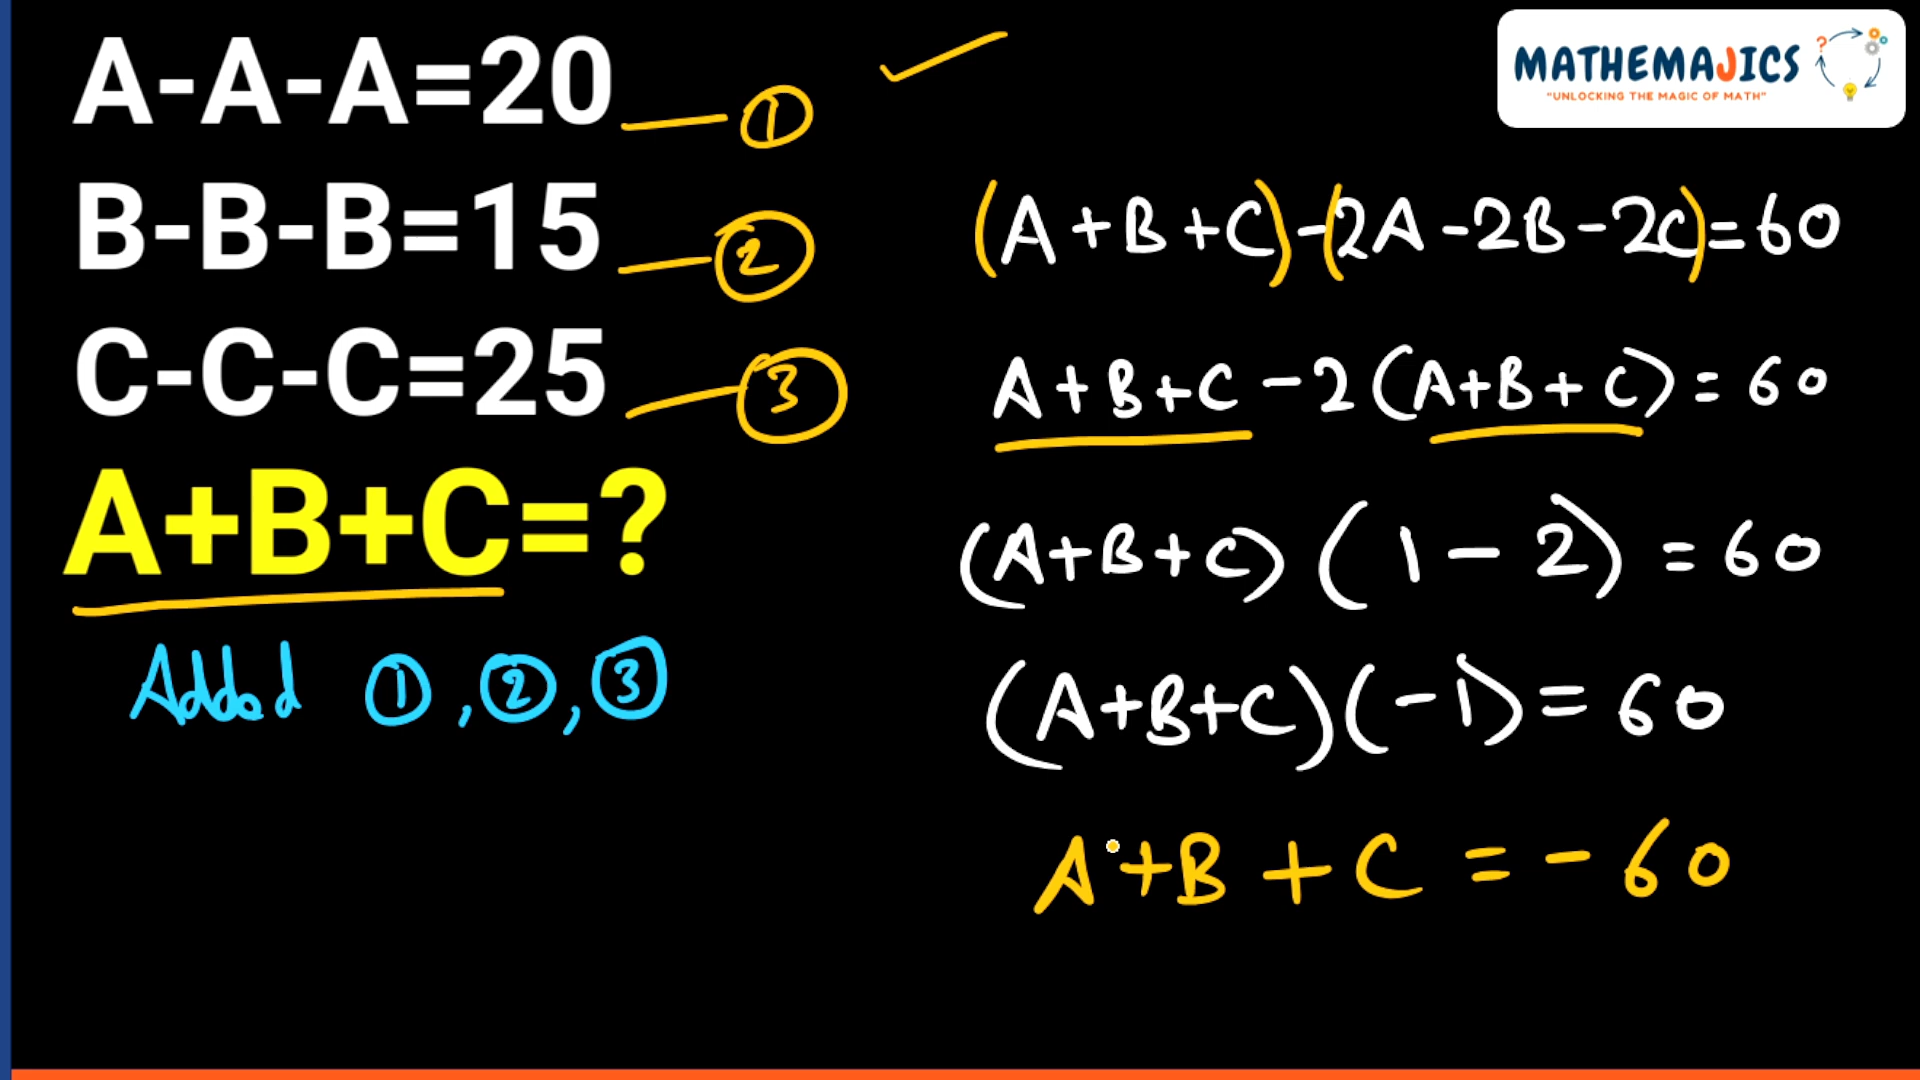 A-A-A=20
①
B-B-B=15
②
C-C-C=25
③
A+B+C=?
Added ①,②,③
MATHEMAJICS
"UNLOCKING THE MAGIC OF MATH"
(A+B+C)-(2A-2B-2C)=60
A+B+C-2(A+B+C)=60
(A+B+C)(1-2)=60
(A+B+C)(-1)=60
A+B+C=-60